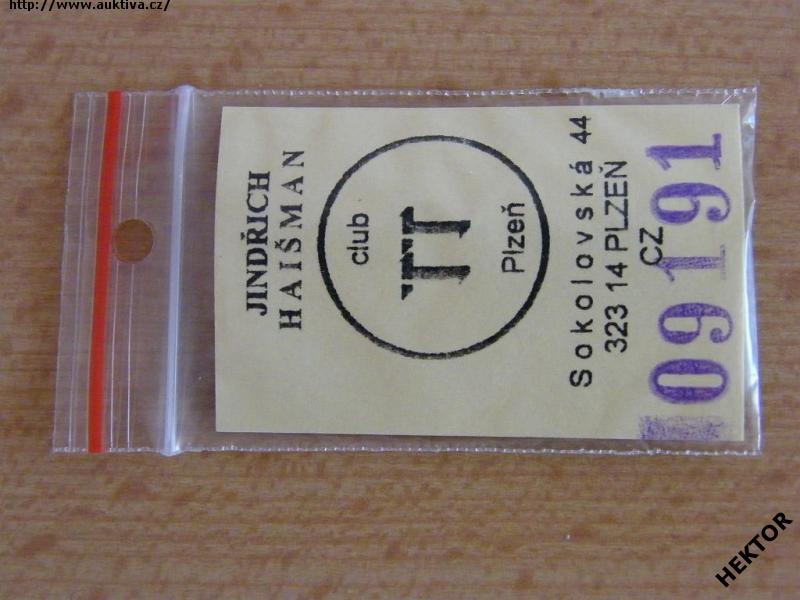 http://www.auktiva.cz/
JINDŘICH
HAIŠMAN
club
TT
Plzeň
Sokolovská 44
323 14 PLZEŇ
CZ
09191
HEKTOR